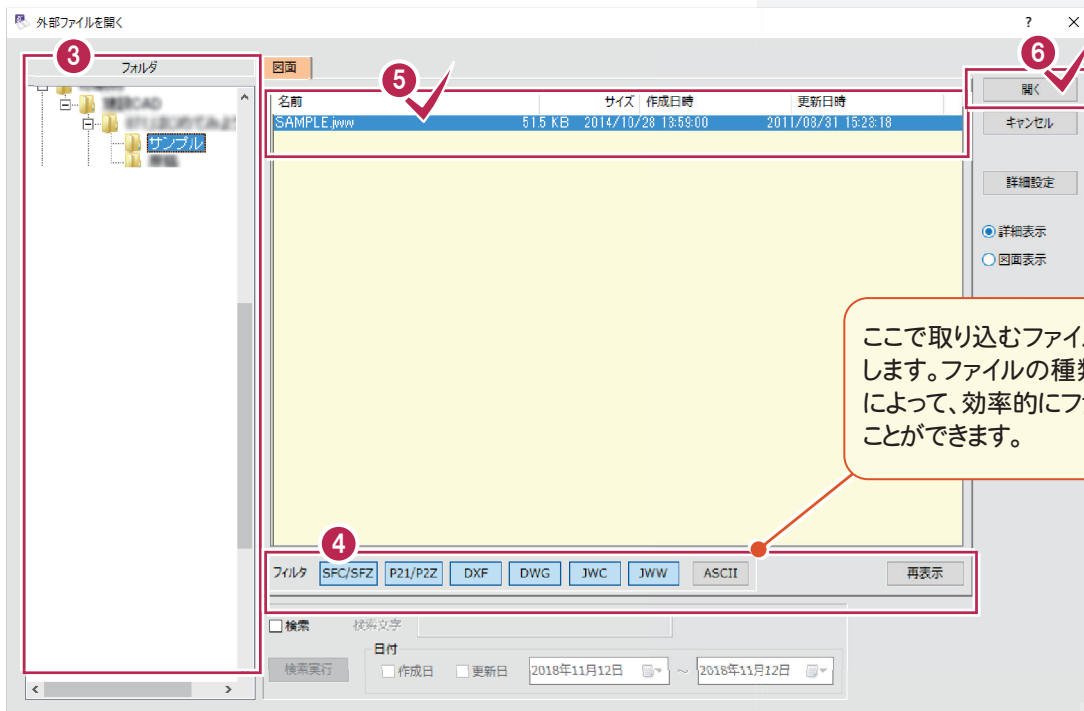 外部ファイルを開く
? ×
3
フォルダ
CAD
サンプル
図面
5
6
名前 サイズ 作成日時 更新日時
SAMPLE.jww 51.5 KB 2014/10/28 13:59:00 2011/08/31 15:23:18
開く
キャンセル
詳細設定
詳細表示
図面表示
ここで取り込むファイ
します。ファイルの種
によって、効率的にフ
ことができます。
4
フィルタ SFC/SFZ P21/P2Z DXF DWG JWC JWW ASCII 再表示
検索 検索文字
日付
検索実行 作成日 更新日 2018年11月12日 ～ 2018年11月12日